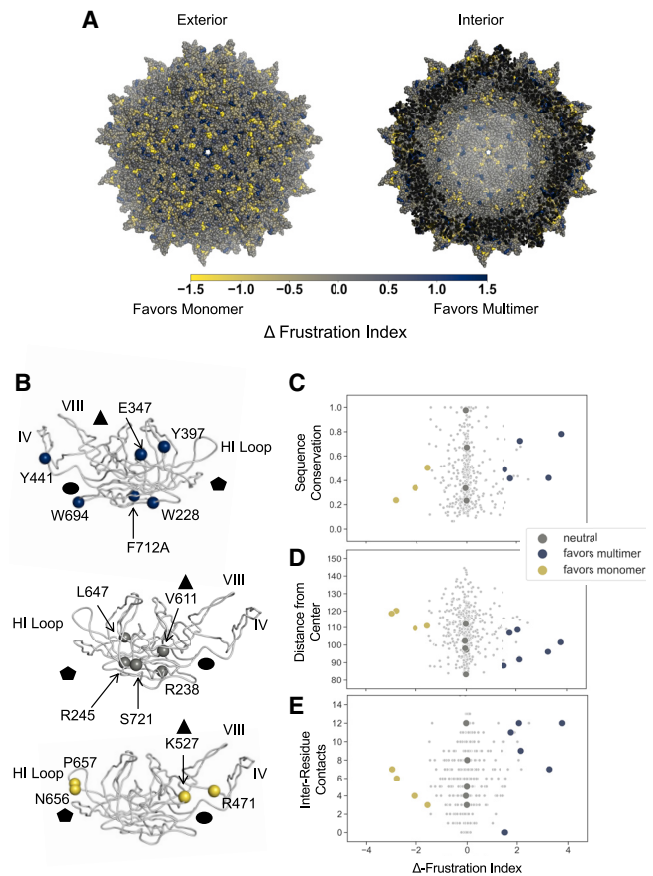 A
Exterior
Interior
−1.5 −1.0 −0.5 0.0 0.5 1.0 1.5
Favors Monomer
Favors Multimer
Δ Frustration Index
B
VIII
E347
IV
Y397
HI Loop
Y441
W694
W228
F712A
L647
VIII
V611
HI Loop
IV
R245
R238
S721
K527
VIII
HI Loop
P657
IV
N656
R471
C
1.0
0.8
0.6
0.4
0.2
0.0
Sequence
Conservation
neutral
favors multimer
favors monomer
D
150
140
130
120
110
100
90
80
Distance from
Center
E
14
12
10
8
6
4
2
0
Inter-Residue
Contacts
−4 −2 0 2 4
Δ-Frustration Index